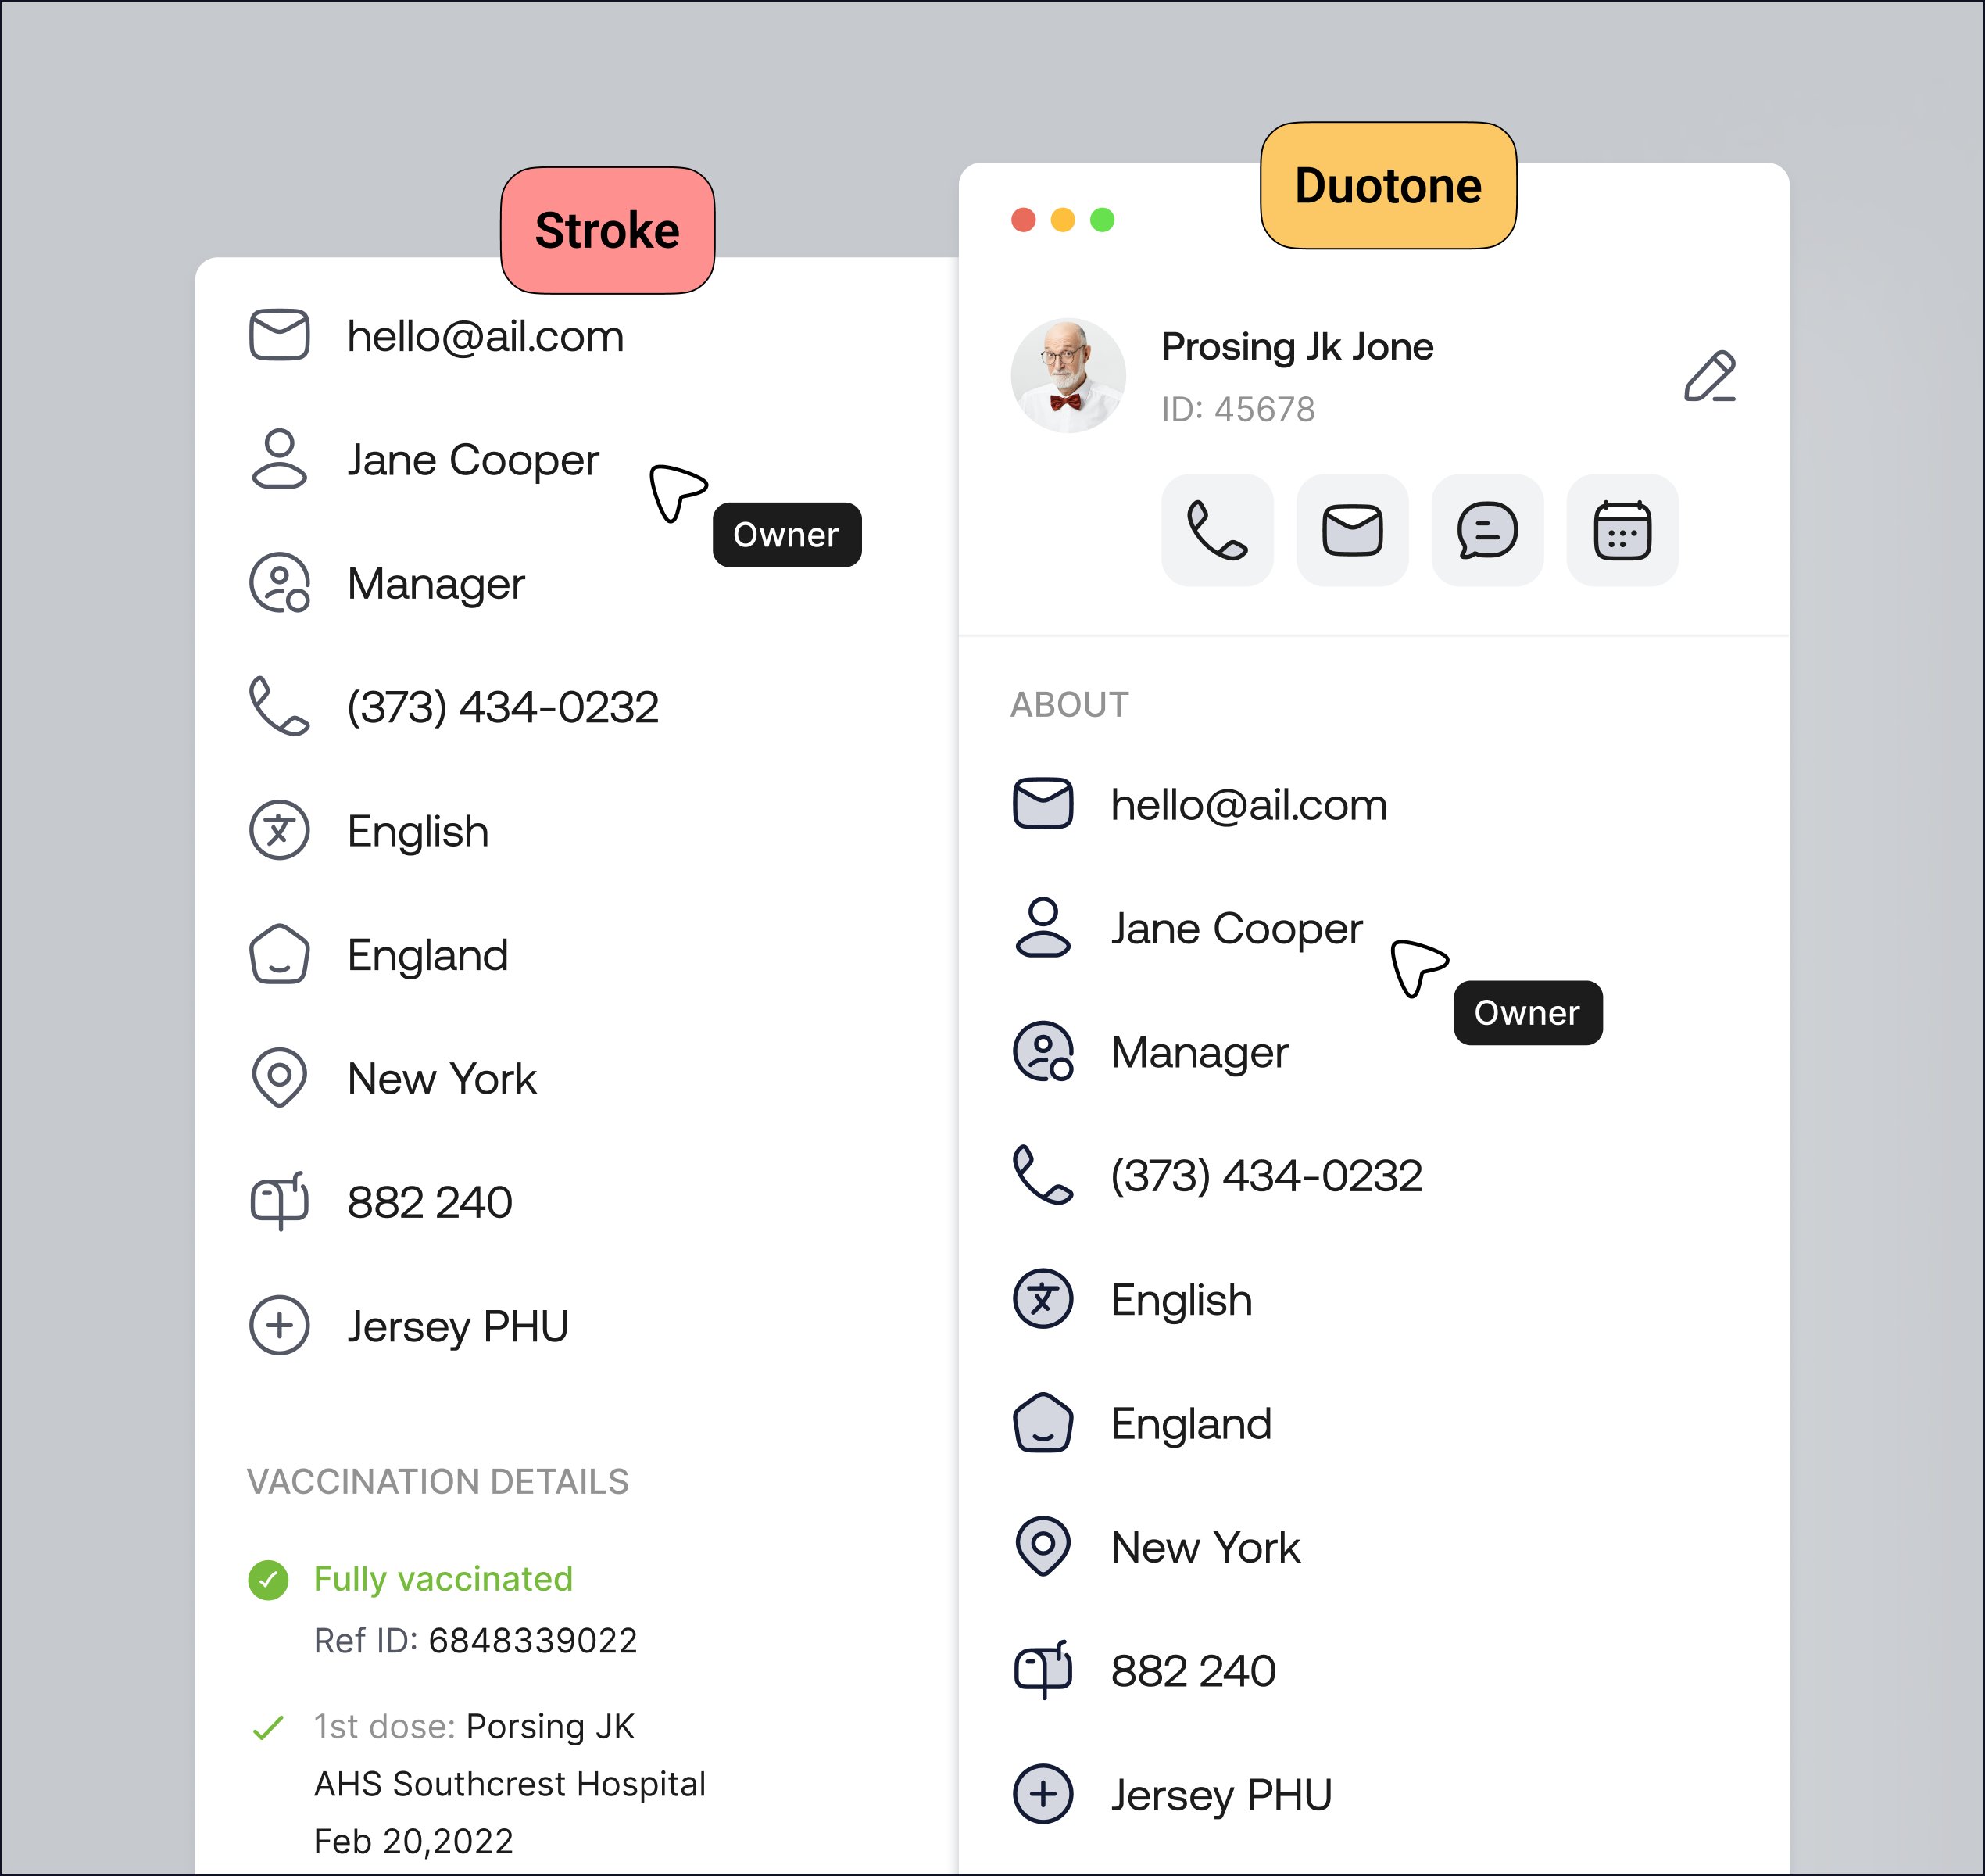 Stroke
hello@ail.com
Jane Cooper
Owner
Manager
(373) 434-0232
English
England
New York
882 240
Jersey PHU
VACCINATION DETAILS
Fully vaccinated
Ref ID: 6848339022
1st dose: Porsing JK
AHS Southcrest Hospital
Feb 20,2022
Duotone
Prosing Jk Jone
ID: 45678
ABOUT
hello@ail.com
Jane Cooper
Owner
Manager
(373) 434-0232
English
England
New York
882 240
Jersey PHU